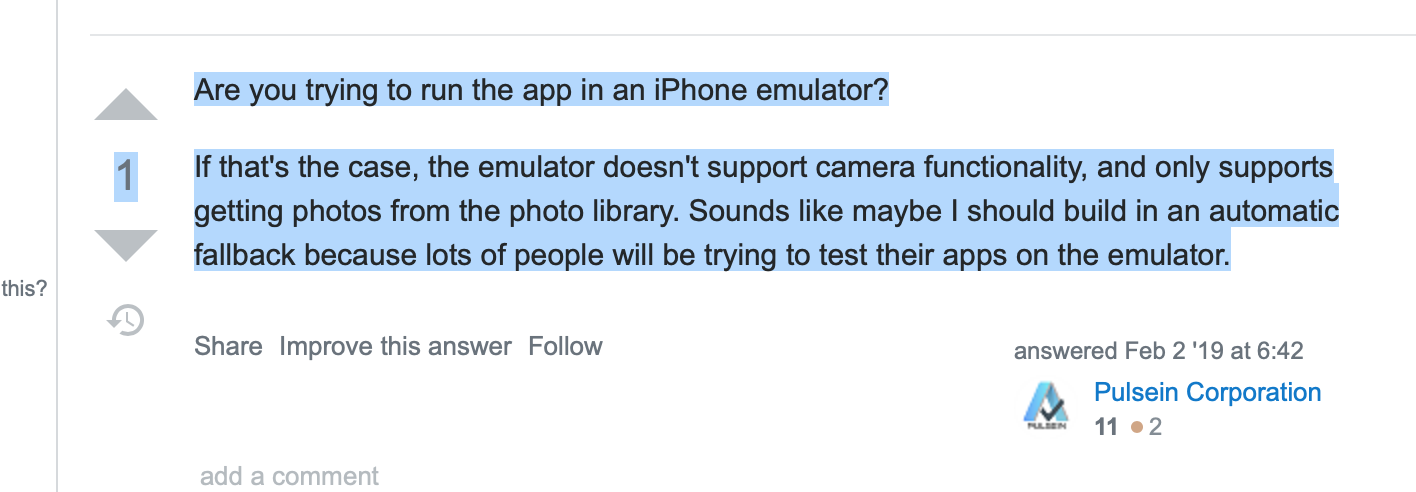 Are you trying to run the app in an iPhone emulator?
1
If that's the case, the emulator doesn't support camera functionality, and only supports
getting photos from the photo library. Sounds like maybe I should build in an automatic
fallback because lots of people will be trying to test their apps on the emulator.
this?
Share Improve this answer Follow
answered Feb 2 '19 at 6:42
Pulsein Corporation
PULSEIN
11 2
add a comment